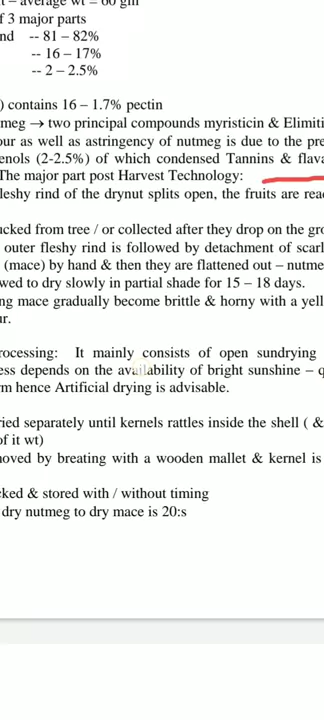 t – average wt = 60 gm
f 3 major parts
nd -- 81 – 82%
-- 16 – 17%
-- 2 – 2.5%
) contains 16 – 1.7% pectin
meg → two principal compounds myristicin & Elimiti
our as well as astringency of nutmeg is due to the pre
enols (2-2.5%) of which condensed Tannins & flava
The major part post Harvest Technology:
leshy rind of the drynut splits open, the fruits are rea
ucked from tree / or collected after they drop on the gro
outer fleshy rind is followed by detachment of scarl
(mace) by hand & then they are flattened out – nutme
wed to dry slowly in partial shade for 15 – 18 days.
ng mace gradually become brittle & horny with a yell
ur.
rocessing: It mainly consists of open sundrying
ess depends on the availability of bright sunshine – q
rm hence Artificial drying is advisable.
ried separately until kernels rattles inside the shell ( &
of it wt)
noved by breating with a wooden mallet & kernel is
cked & stored with / without timing
dry nutmeg to dry mace is 20:s